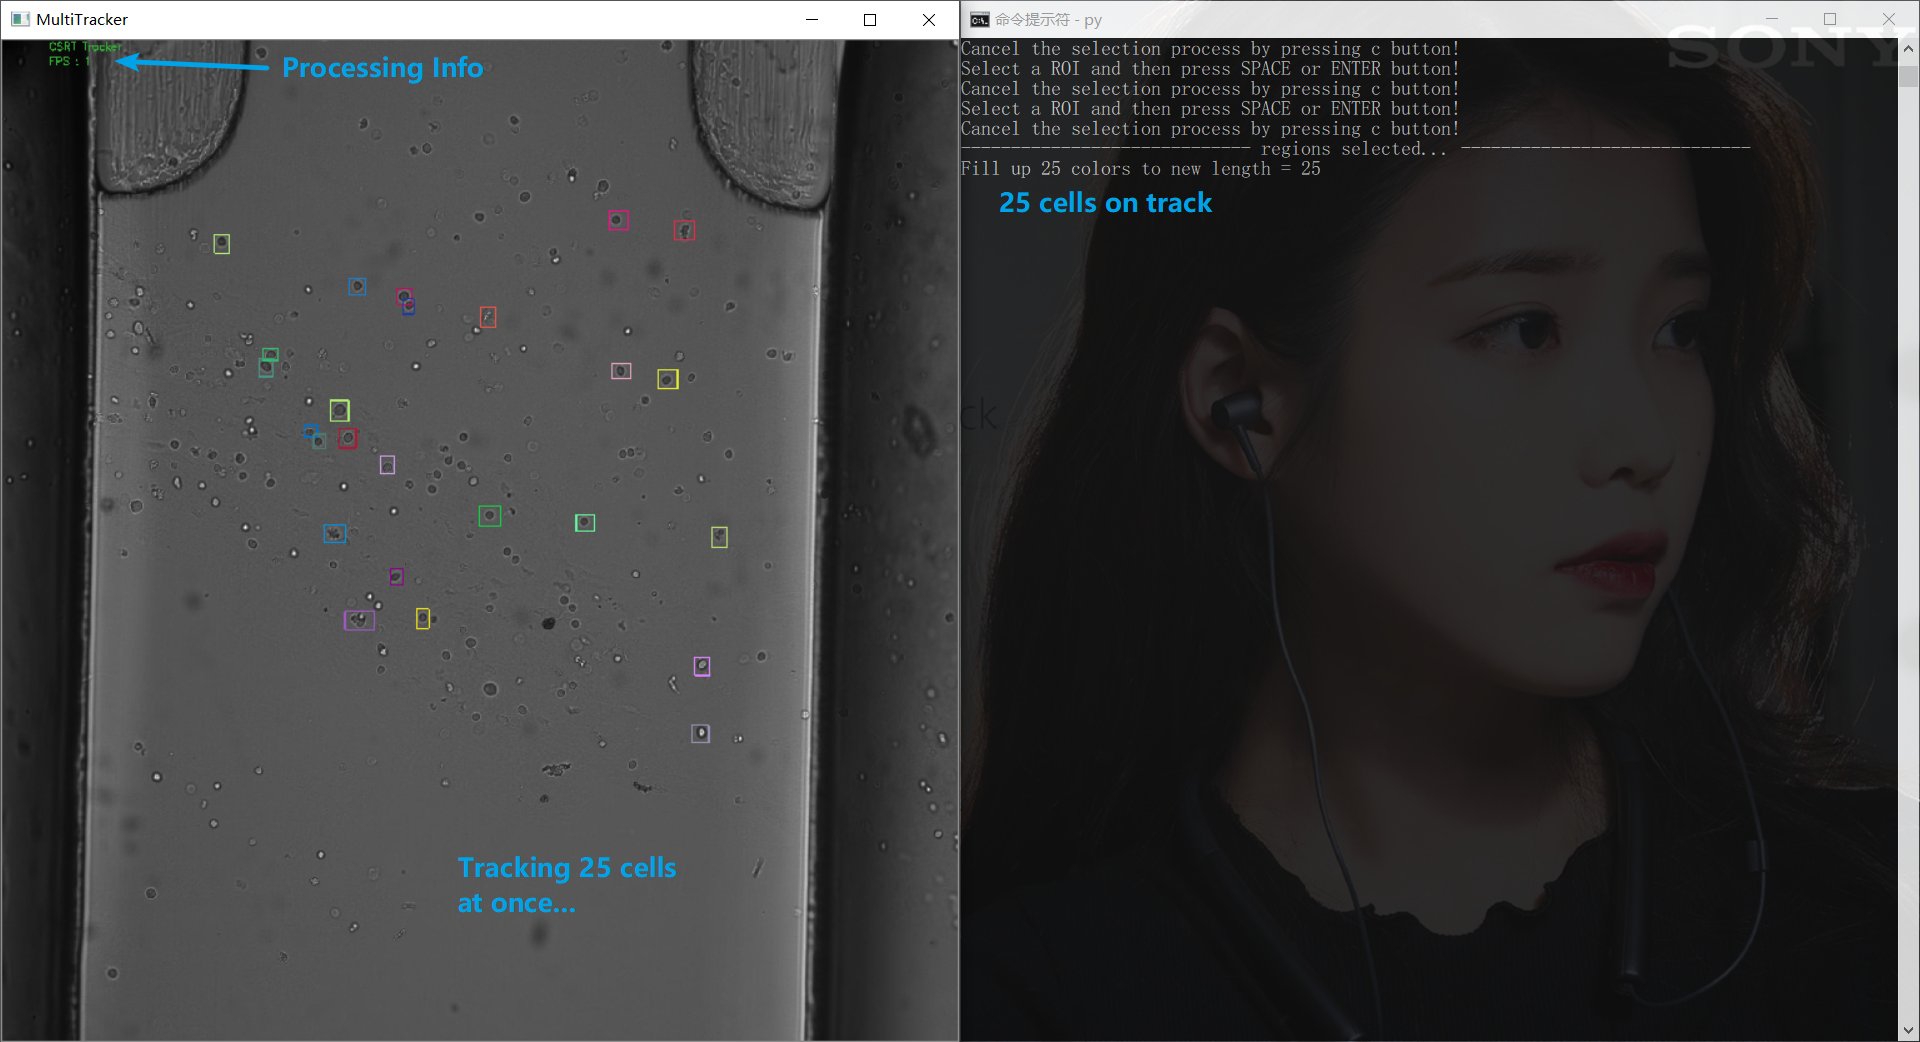 MultiTracker
CSRT Tracker
FPS : 1
Processing Info
Tracking 25 cells
at once...
命令提示符 - py
SONY
Cancel the selection process by pressing c button!
Select a ROI and then press SPACE or ENTER button!
Cancel the selection process by pressing c button!
Select a ROI and then press SPACE or ENTER button!
Cancel the selection process by pressing c button!
----------------------------- regions selected... -----------------------------
Fill up 25 colors to new length = 25
25 cells on track
ck